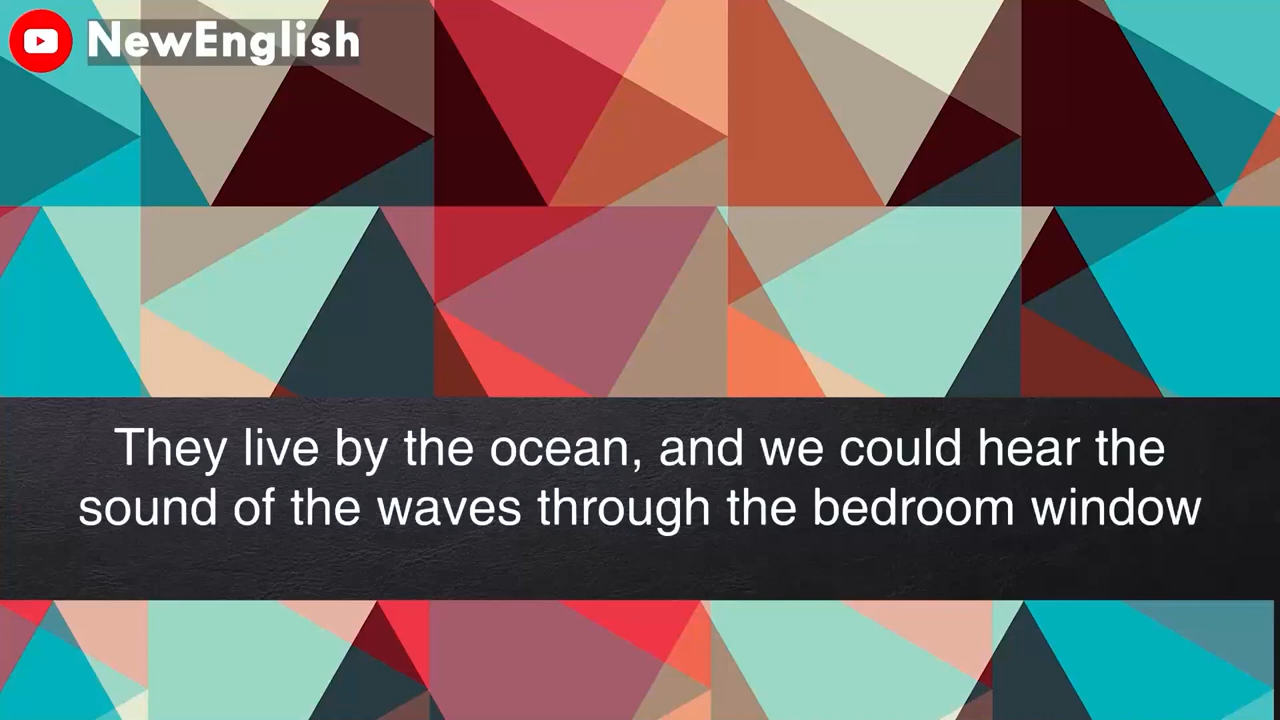 NewEnglish
They live by the ocean, and we could hear the
sound of the waves through the bedroom window